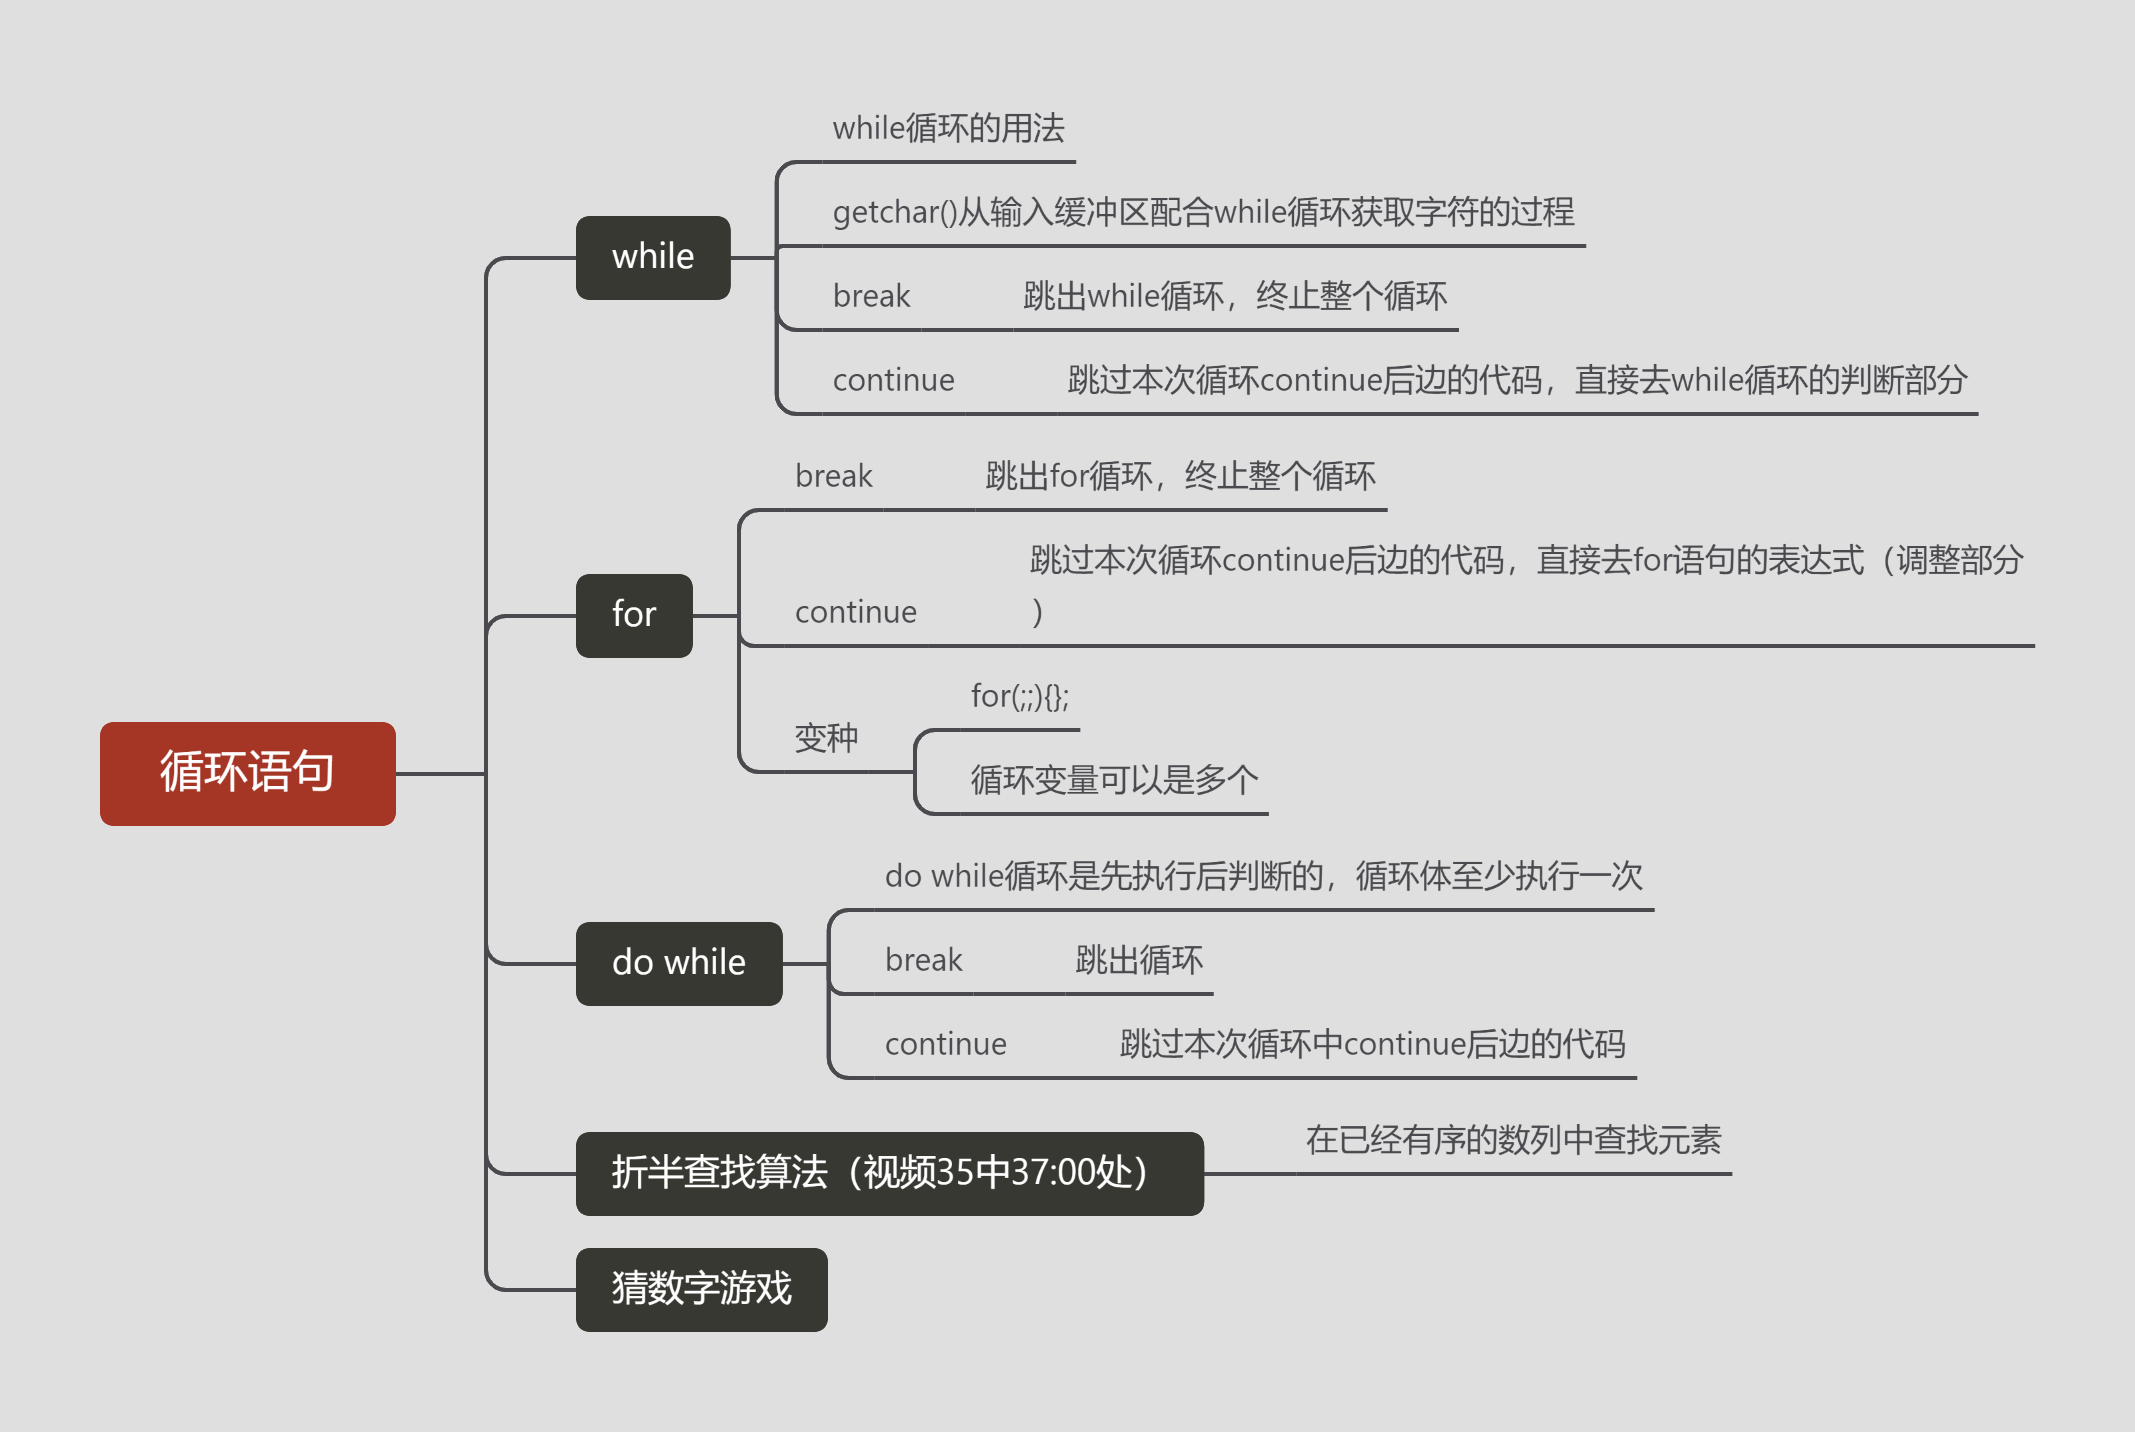 循环语句
while
while循环的用法
getchar()从输入缓冲区配合while循环获取字符的过程
break 跳出while循环，终止整个循环
continue 跳过本次循环continue后边的代码，直接去while循环的判断部分
for
break 跳出for循环，终止整个循环
continue 跳过本次循环continue后边的代码，直接去for语句的表达式（调整部分
）
变种
for(;;){};
循环变量可以是多个
do while
do while循环是先执行后判断的，循环体至少执行一次
break 跳出循环
continue 跳过本次循环中continue后边的代码
折半查找算法（视频35中37:00处）
在已经有序的数列中查找元素
猜数字游戏